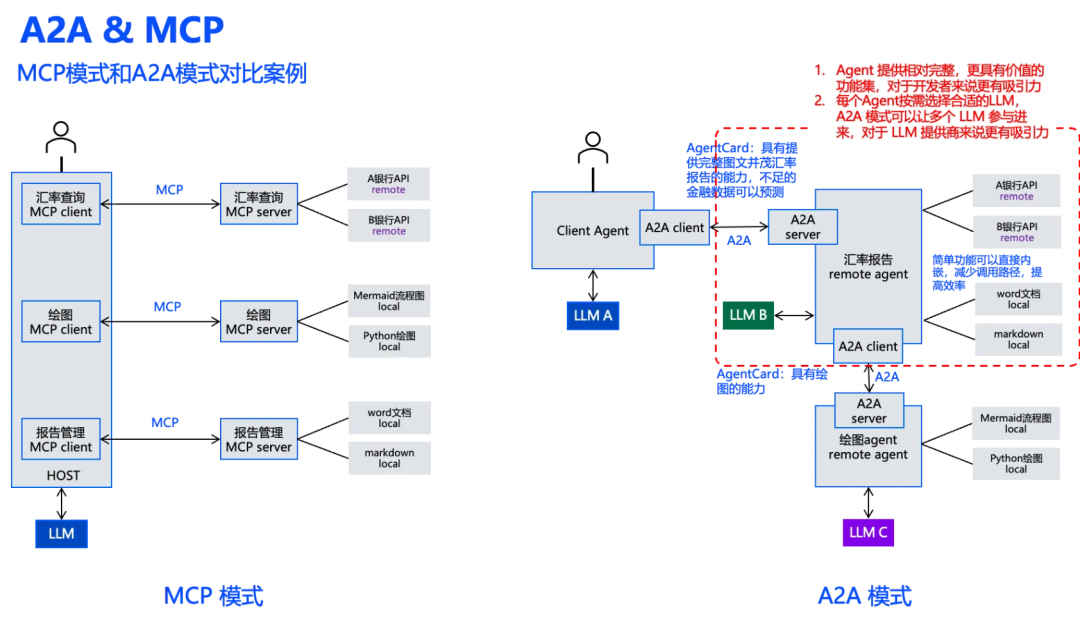 A2A & MCP
MCP模式和A2A模式对比案例
1. Agent 提供相对完整，更具有价值的
功能集，对于开发者来说更有吸引力
2. 每个Agent按需选择合适的LLM，
A2A 模式可以让多个 LLM 参与进
来，对于 LLM 提供商来说更有吸引力
汇率查询
MCP client
MCP
汇率查询
MCP server
A银行API
remote
B银行API
remote
绘图
MCP client
MCP
绘图
MCP server
Mermaid流程图
local
Python绘图
local
报告管理
MCP client
MCP
报告管理
MCP server
word文档
local
markdown
local
HOST
LLM
MCP 模式
Client Agent
A2A client
A2A
LLM A
AgentCard：具有提
供完整图文并茂汇率
报告的能力，不足的
金融数据可以预测
A2A
server
汇率报告
remote agent
A银行API
remote
B银行API
remote
简单功能可以直接内
嵌，减少调用路径，提
高效率
word文档
local
markdown
local
LLM B
A2A client
AgentCard：具有绘
图的能力
A2A
A2A
server
绘图agent
remote agent
Mermaid流程图
local
Python绘图
local
LLM C
A2A 模式